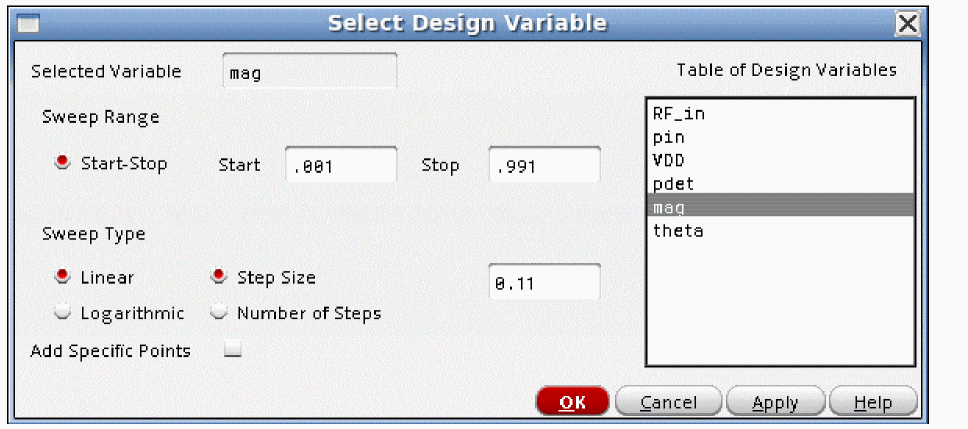 Select Design Variable
Selected Variable mag
Table of Design Variables
Sweep Range
Start-Stop Start .001 Stop .991
Sweep Type
Linear Step Size 0.11
Logarithmic Number of Steps
Add Specific Points
RF_in
pin
VDD
pdet
mag
theta
OK Cancel Apply Help